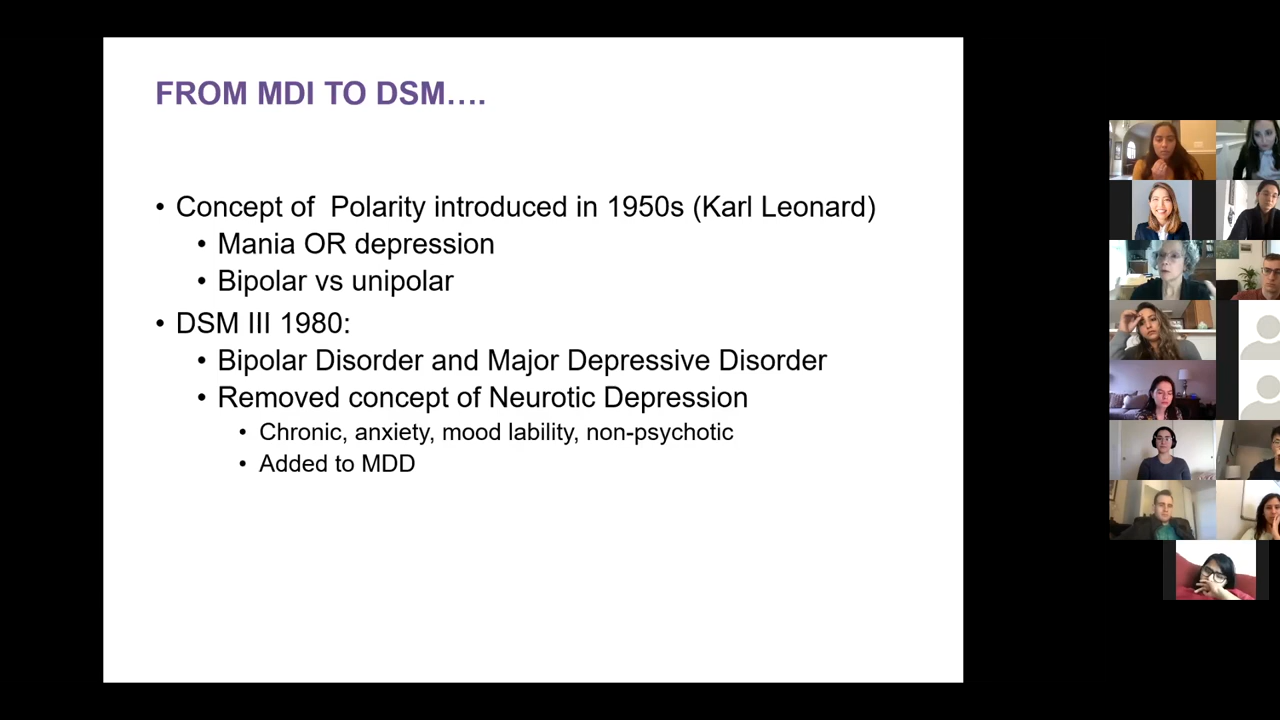 FROM MDI TO DSM….
• Concept of  Polarity introduced in 1950s (Karl Leonard)
• Mania OR depression
• Bipolar vs unipolar
• DSM III 1980:
• Bipolar Disorder and Major Depressive Disorder
• Removed concept of Neurotic Depression
• Chronic, anxiety, mood lability, non-psychotic
• Added to MDD